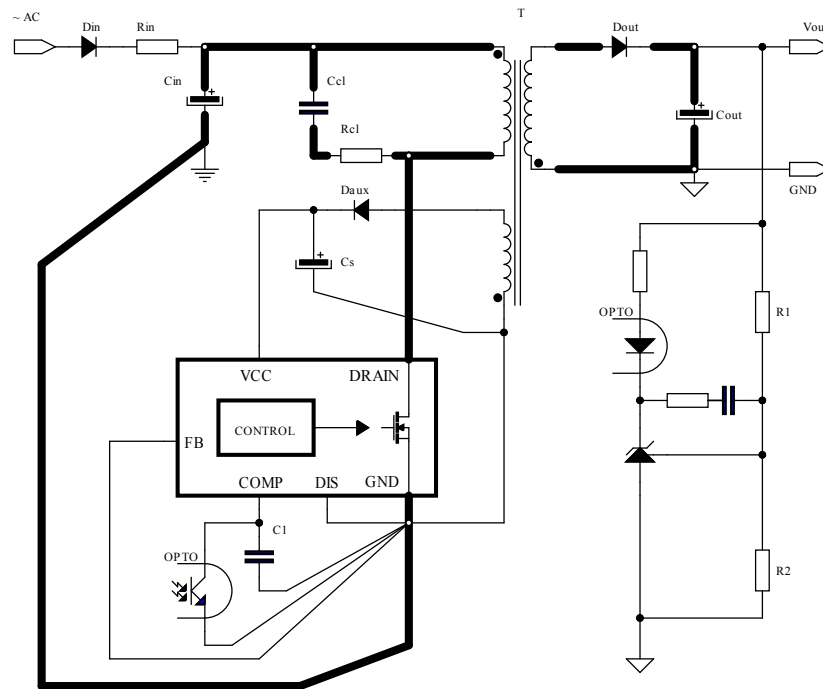 ~ AC
Din
Rin
T
Dout
Cin
Ccl
Cout
Rcl
GND
Daux
Cs
OPTO
R1
VCC
DRAIN
CONTROL
FB
COMP
DIS
GND
C1
OPTO
R2